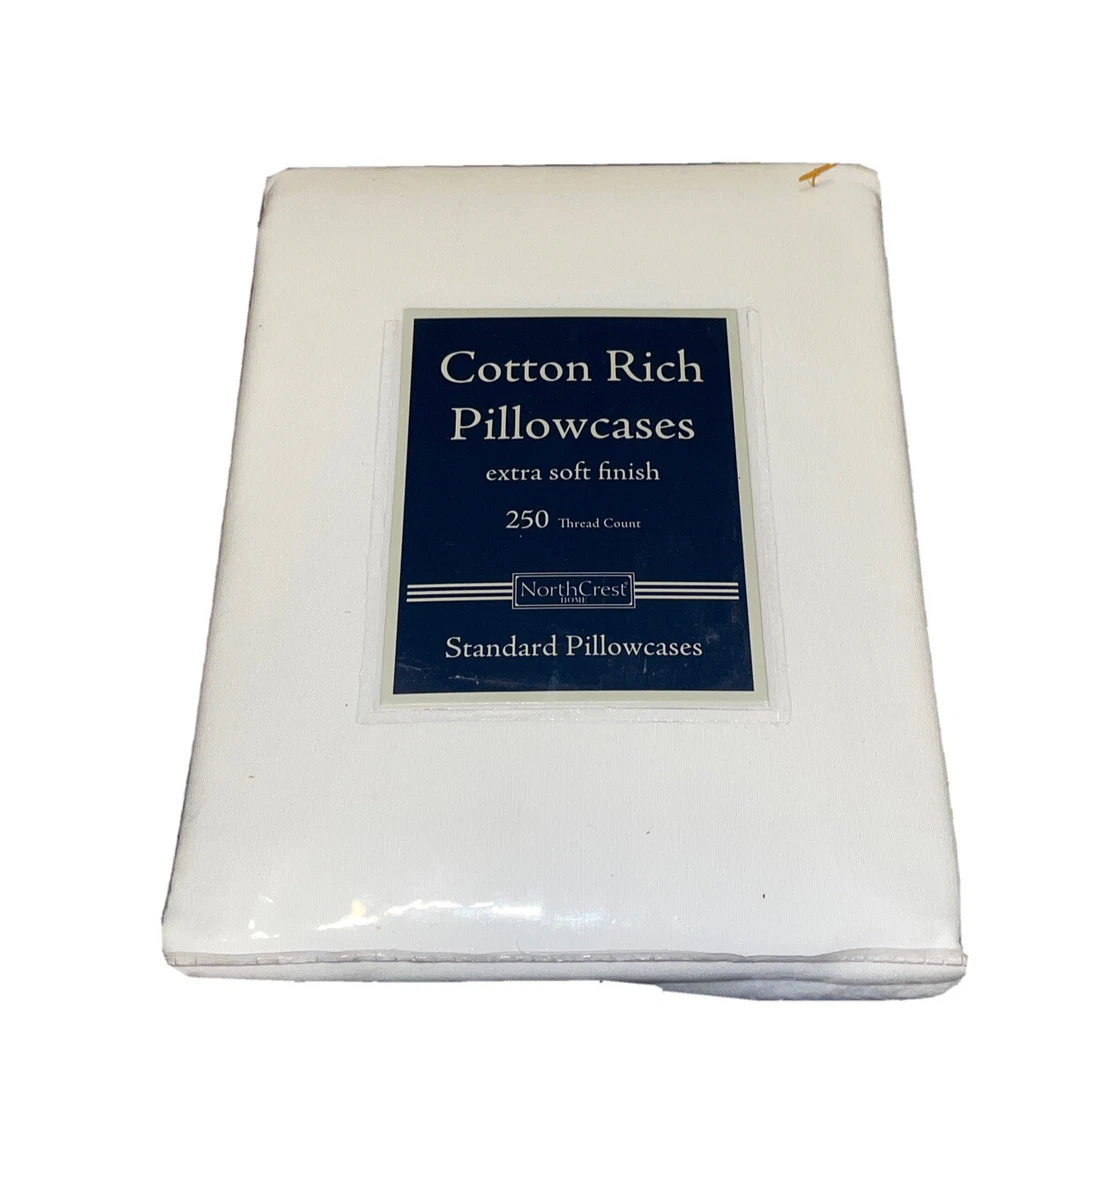 Cotton Rich
Pillowcases
extra soft finish
250 Thread Count
NorthCrest®
HOME
Standard Pillowcases